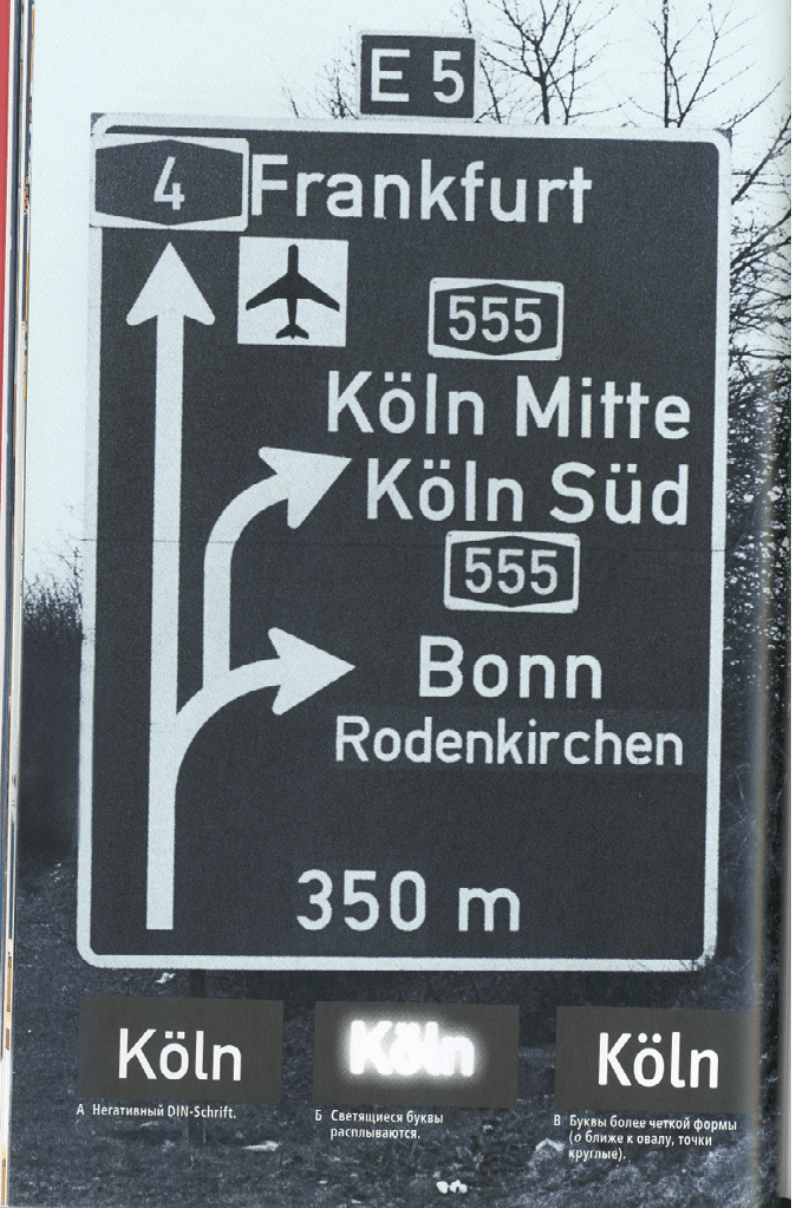 E 5
4 Frankfurt
555
Köln Mitte
Köln Süd
555
Bonn
Rodenkirchen
350 m
Köln
Köln
Köln
А Негативный DIN-Schrift.
Б Светящиеся буквы
расплываются.
В Буквы более четкой формы
(о ближе к овалу, точки
круглые).